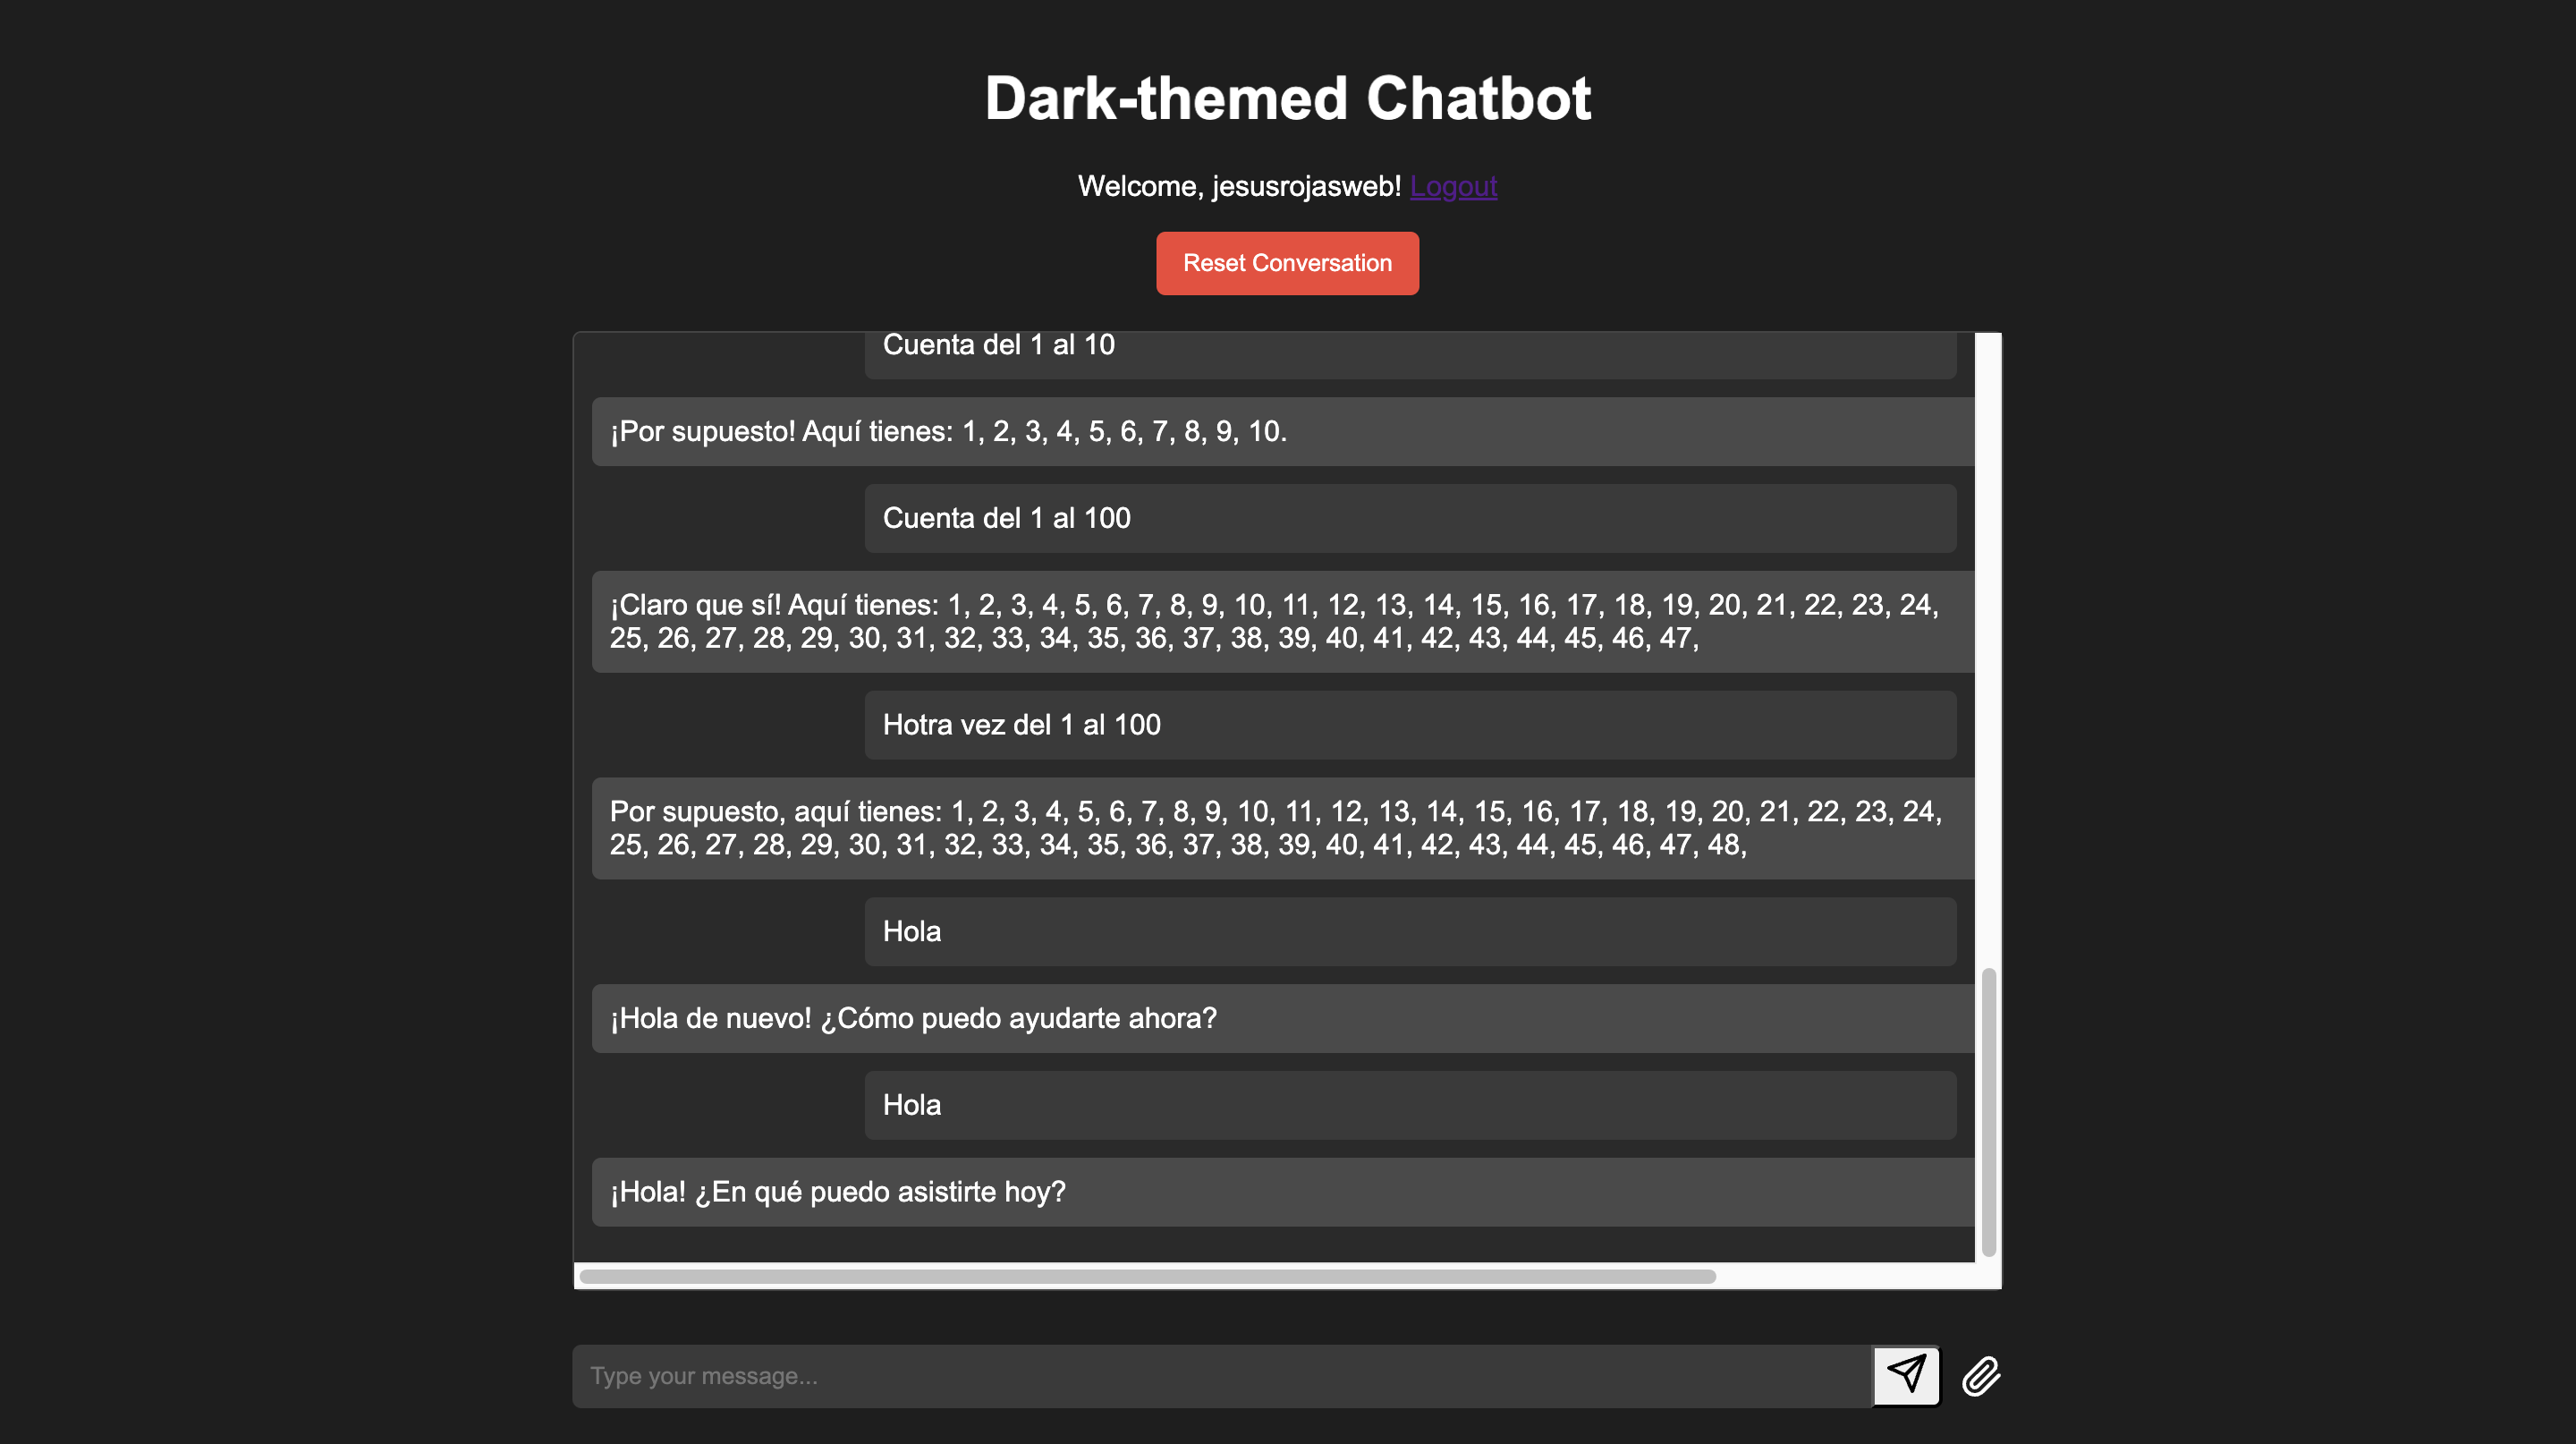 Dark-themed Chatbot
Welcome, jesusrojasweb! Logout
Reset Conversation
Cuenta del 1 al 10
¡Por supuesto! Aquí tienes: 1, 2, 3, 4, 5, 6, 7, 8, 9, 10.
Cuenta del 1 al 100
¡Claro que sí! Aquí tienes: 1, 2, 3, 4, 5, 6, 7, 8, 9, 10, 11, 12, 13, 14, 15, 16, 17, 18, 19, 20, 21, 22, 23, 24,
25, 26, 27, 28, 29, 30, 31, 32, 33, 34, 35, 36, 37, 38, 39, 40, 41, 42, 43, 44, 45, 46, 47,
Hotra vez del 1 al 100
Por supuesto, aquí tienes: 1, 2, 3, 4, 5, 6, 7, 8, 9, 10, 11, 12, 13, 14, 15, 16, 17, 18, 19, 20, 21, 22, 23, 24,
25, 26, 27, 28, 29, 30, 31, 32, 33, 34, 35, 36, 37, 38, 39, 40, 41, 42, 43, 44, 45, 46, 47, 48,
Hola
¡Hola de nuevo! ¿Cómo puedo ayudarte ahora?
Hola
¡Hola! ¿En qué puedo asistirte hoy?
Type your message...